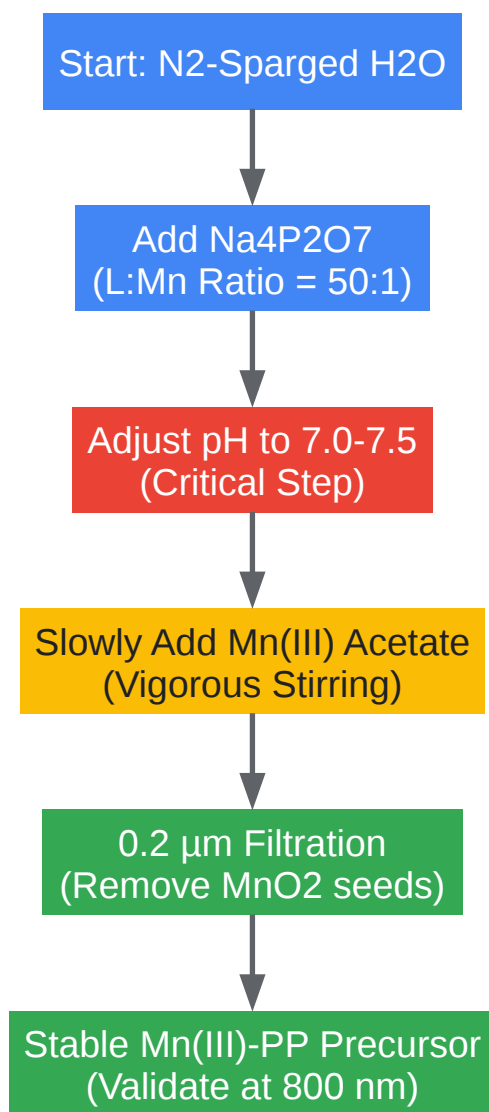 Start: N2-Sparged H2O
Add Na4P2O7
(L:Mn Ratio = 50:1)
Adjust pH to 7.0-7.5
(Critical Step)
Slowly Add Mn(III) Acetate
(Vigorous Stirring)
0.2 µm Filtration
(Remove MnO2 seeds)
Stable Mn(III)-PP Precursor
(Validate at 800 nm)